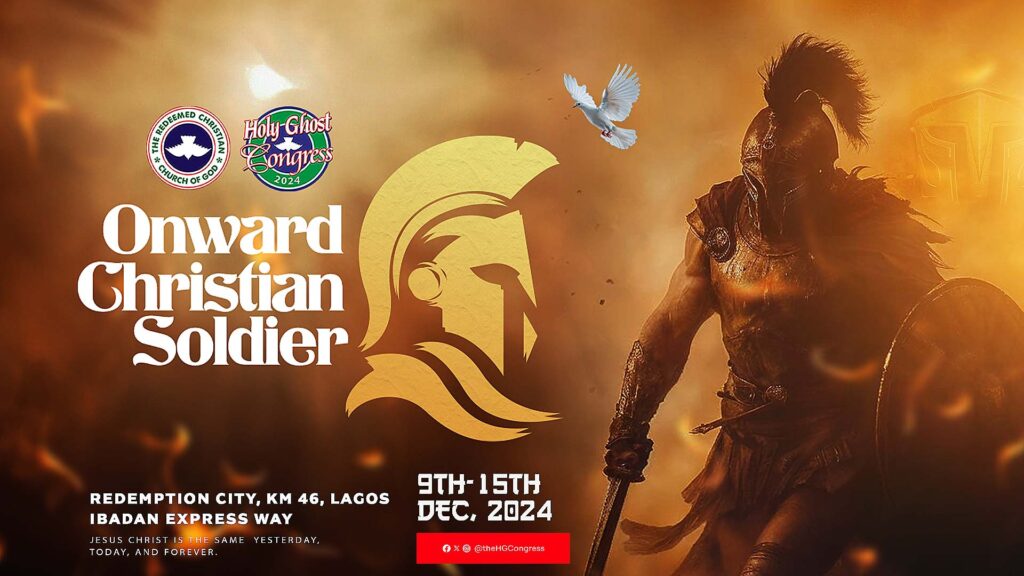 THE REDEEMED CHRISTIAN
CHURCH OF GOD
Holy Ghost
Congress
2024
Onward
Christian
Soldier
REDEMPTION CITY, KM 46, LAGOS
IBADAN EXPRESS WAY
JESUS CHRIST IS THE SAME YESTERDAY,
TODAY, AND FOREVER.
9TH-15TH
DEC, 2024
@theHGCongress